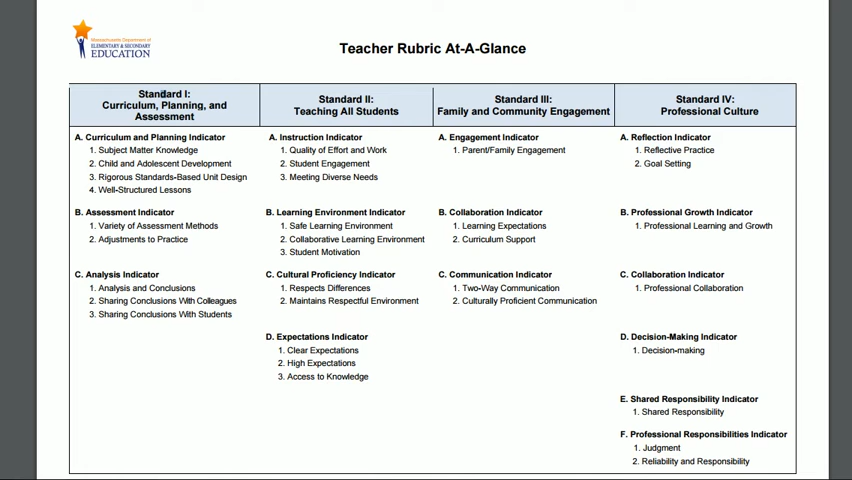 Massachusetts Department of
ELEMENTARY & SECONDARY
EDUCATION
Teacher Rubric At-A-Glance
Standard I:
Curriculum, Planning, and
Assessment
A. Curriculum and Planning Indicator
1. Subject Matter Knowledge
2. Child and Adolescent Development
3. Rigorous Standards-Based Unit Design
4. Well-Structured Lessons
B. Assessment Indicator
1. Variety of Assessment Methods
2. Adjustments to Practice
C. Analysis Indicator
1. Analysis and Conclusions
2. Sharing Conclusions With Colleagues
3. Sharing Conclusions With Students
Standard II:
Teaching All Students
A. Instruction Indicator
1. Quality of Effort and Work
2. Student Engagement
3. Meeting Diverse Needs
B. Learning Environment Indicator
1. Safe Learning Environment
2. Collaborative Learning Environment
3. Student Motivation
C. Cultural Proficiency Indicator
1. Respects Differences
2. Maintains Respectful Environment
D. Expectations Indicator
1. Clear Expectations
2. High Expectations
3. Access to Knowledge
Standard III:
Family and Community Engagement
A. Engagement Indicator
1. Parent/Family Engagement
B. Collaboration Indicator
1. Learning Expectations
2. Curriculum Support
C. Communication Indicator
1. Two-Way Communication
2. Culturally Proficient Communication
Standard IV:
Professional Culture
A. Reflection Indicator
1. Reflective Practice
2. Goal Setting
B. Professional Growth Indicator
1. Professional Learning and Growth
C. Collaboration Indicator
1. Professional Collaboration
D. Decision-Making Indicator
1. Decision-making
E. Shared Responsibility Indicator
1. Shared Responsibility
F. Professional Responsibilities Indicator
1. Judgment
2. Reliability and Responsibility